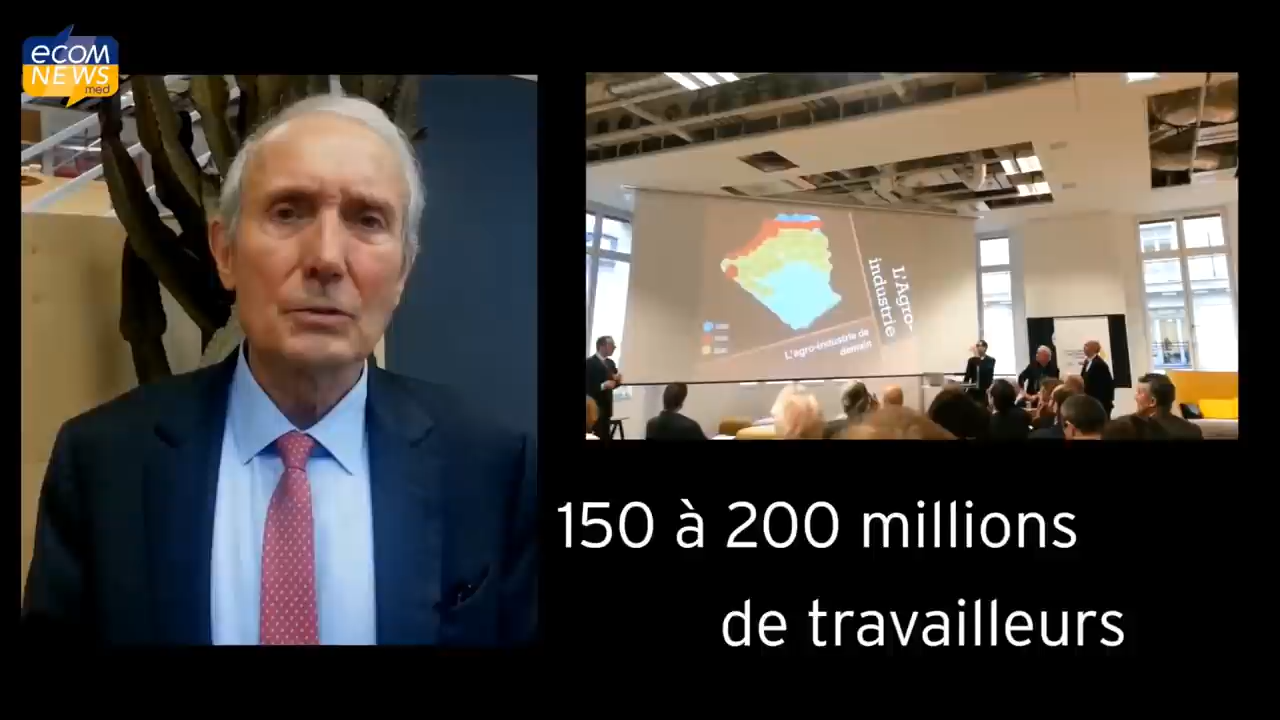 ecom
NEWS
med
L'Agro-
industrie
L'agro-industrie de
demain
150 à 200 millions
de travailleurs